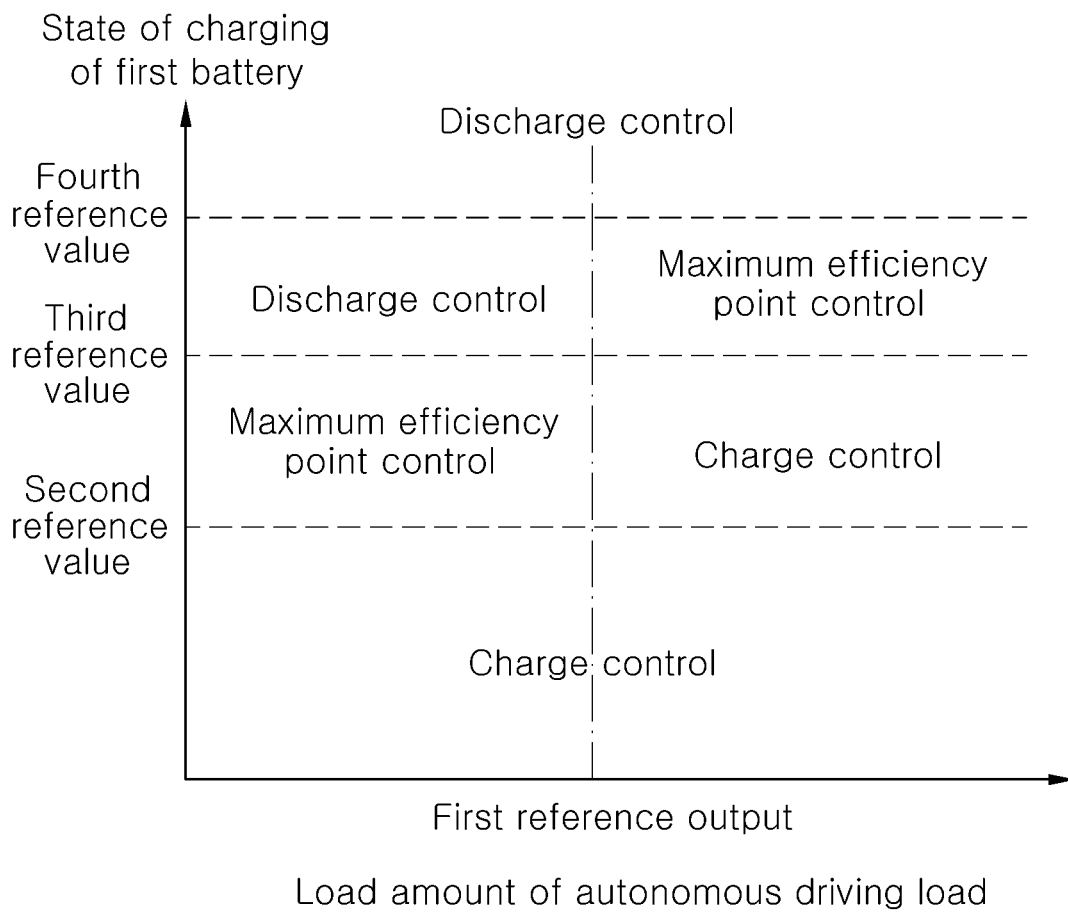 State of charging
of first battery
Discharge control
Fourth
reference
value
Maximum efficiency
point control
Discharge control
Third
reference
value
Maximum efficiency
point control
Charge control
Second
reference
value
Charge control
First reference output
Load amount of autonomous driving load